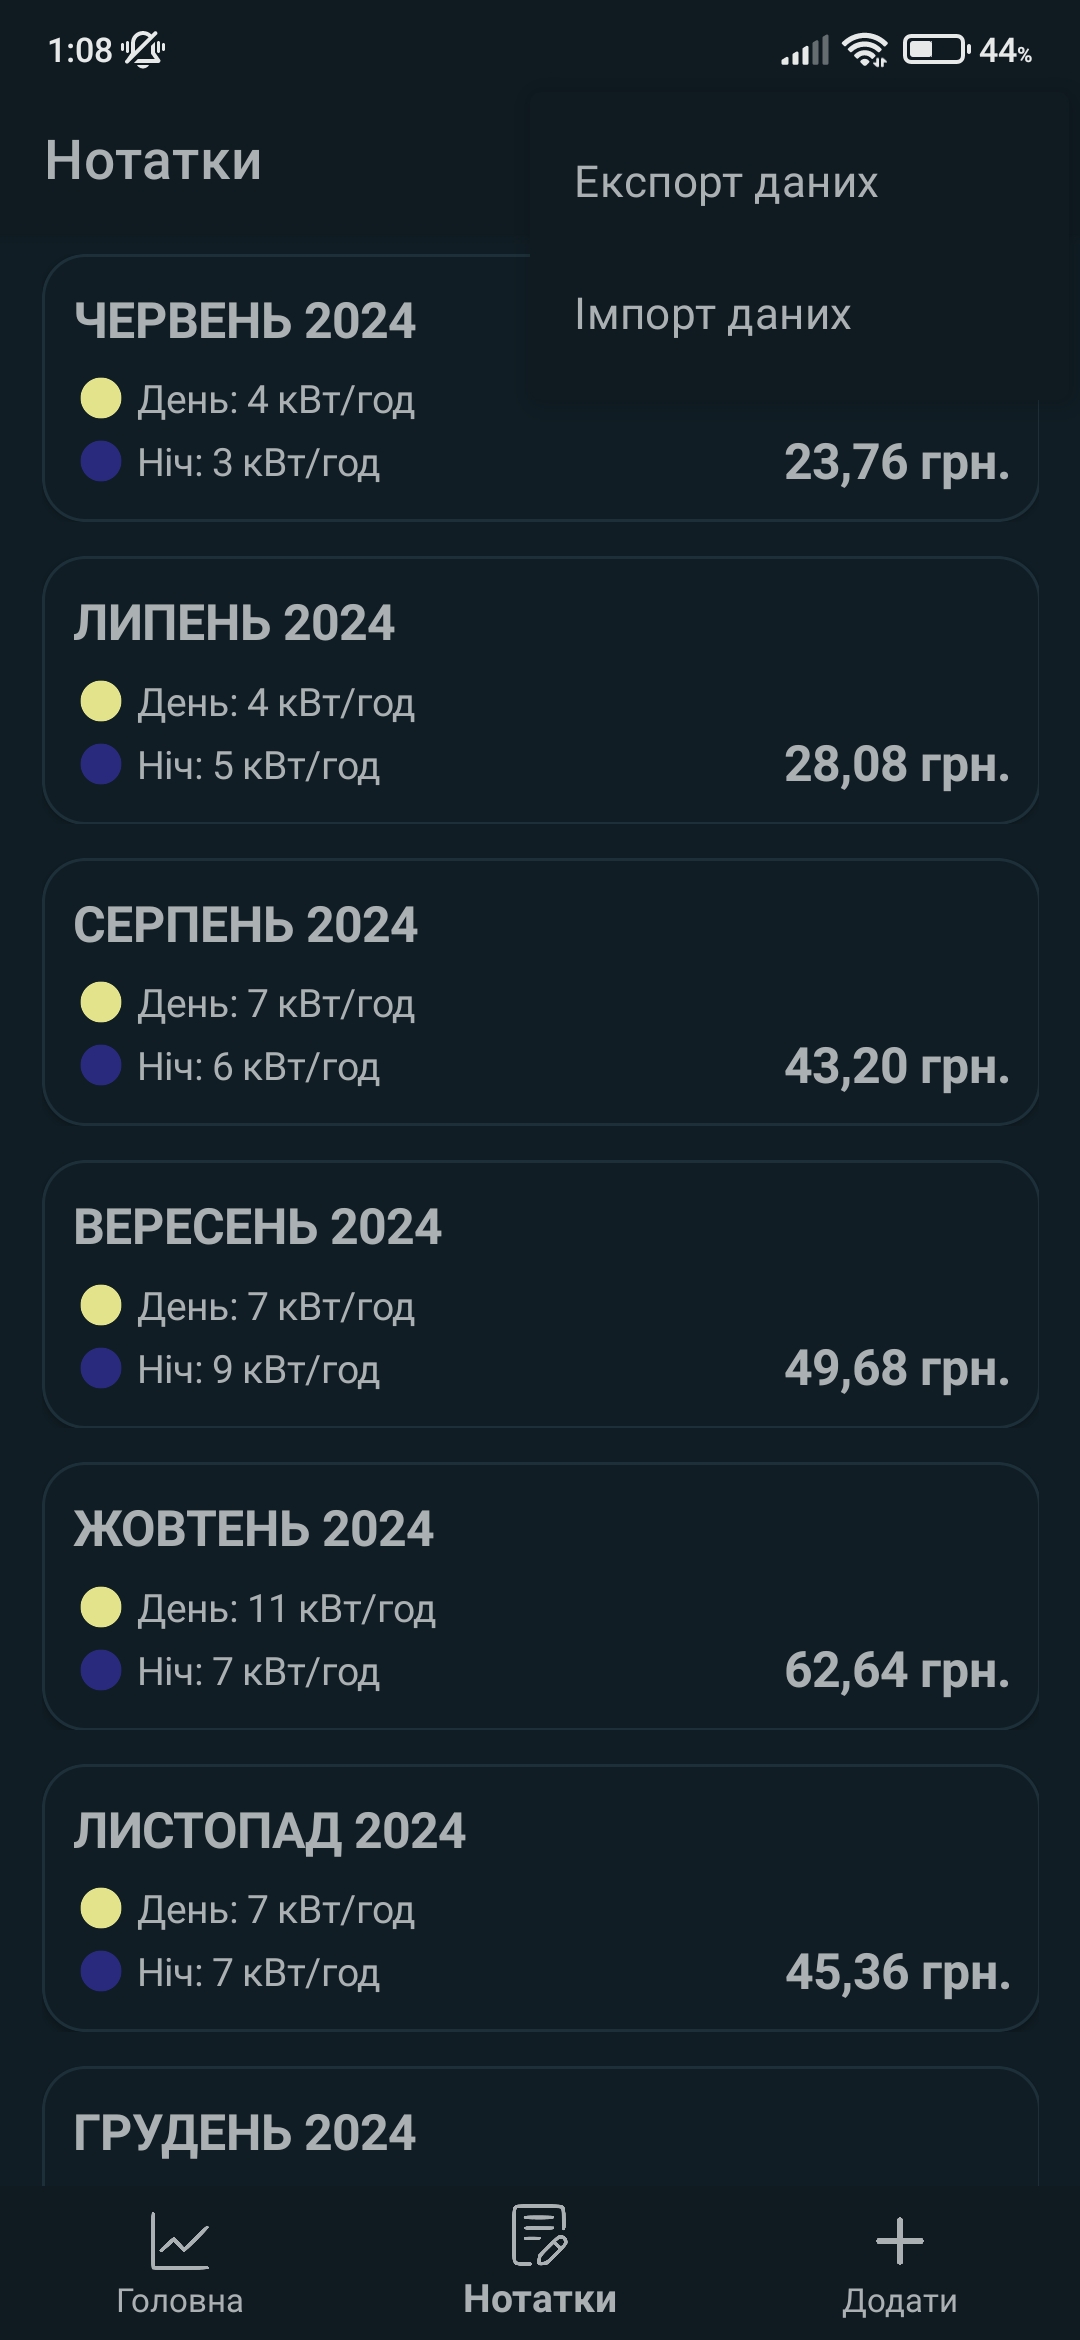 1:08
44%
Нотатки
Експорт даних
Імпорт даних
ЧЕРВЕНЬ 2024
День: 4 кВт/год
Ніч: 3 кВт/год
23,76 грн.
ЛИПЕНЬ 2024
День: 4 кВт/год
Ніч: 5 кВт/год
28,08 грн.
СЕРПЕНЬ 2024
День: 7 кВт/год
Ніч: 6 кВт/год
43,20 грн.
ВЕРЕСЕНЬ 2024
День: 7 кВт/год
Ніч: 9 кВт/год
49,68 грн.
ЖОВТЕНЬ 2024
День: 11 кВт/год
Ніч: 7 кВт/год
62,64 грн.
ЛИСТОПАД 2024
День: 7 кВт/год
Ніч: 7 кВт/год
45,36 грн.
ГРУДЕНЬ 2024
Головна
Нотатки
Додати